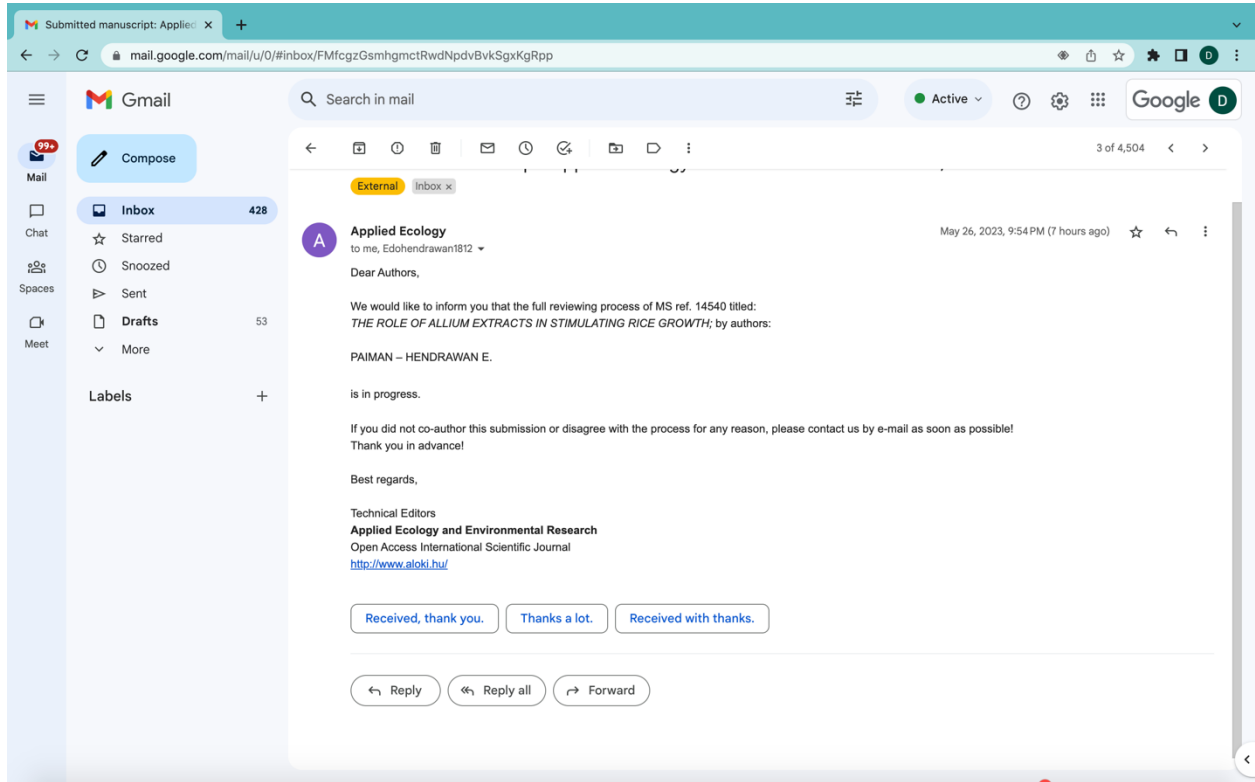 Submitted manuscript: Applied
mail.google.com/mail/u/0/#inbox/FMfcgzGsmhgmctRwdNpdvBvkSgxKgRpp
D
Gmail
Search in mail
Active
Google D
99+
Mail
Chat
Spaces
Meet
Compose
Inbox 428
Starred
Snoozed
Sent
Drafts 53
More
Labels
3 of 4,504
External Inbox x
A
Applied Ecology May 26, 2023, 9:54 PM (7 hours ago)
to me, Edohendrawan1812
Dear Authors,
We would like to inform you that the full reviewing process of MS ref. 14540 titled:
THE ROLE OF ALLIUM EXTRACTS IN STIMULATING RICE GROWTH; by authors:
PAIMAN – HENDRAWAN E.
is in progress.
If you did not co-author this submission or disagree with the process for any reason, please contact us by e-mail as soon as possible!
Thank you in advance!
Best regards,
Technical Editors
Applied Ecology and Environmental Research
Open Access International Scientific Journal
http://www.aloki.hu/
Received, thank you. Thanks a lot. Received with thanks.
Reply Reply all Forward